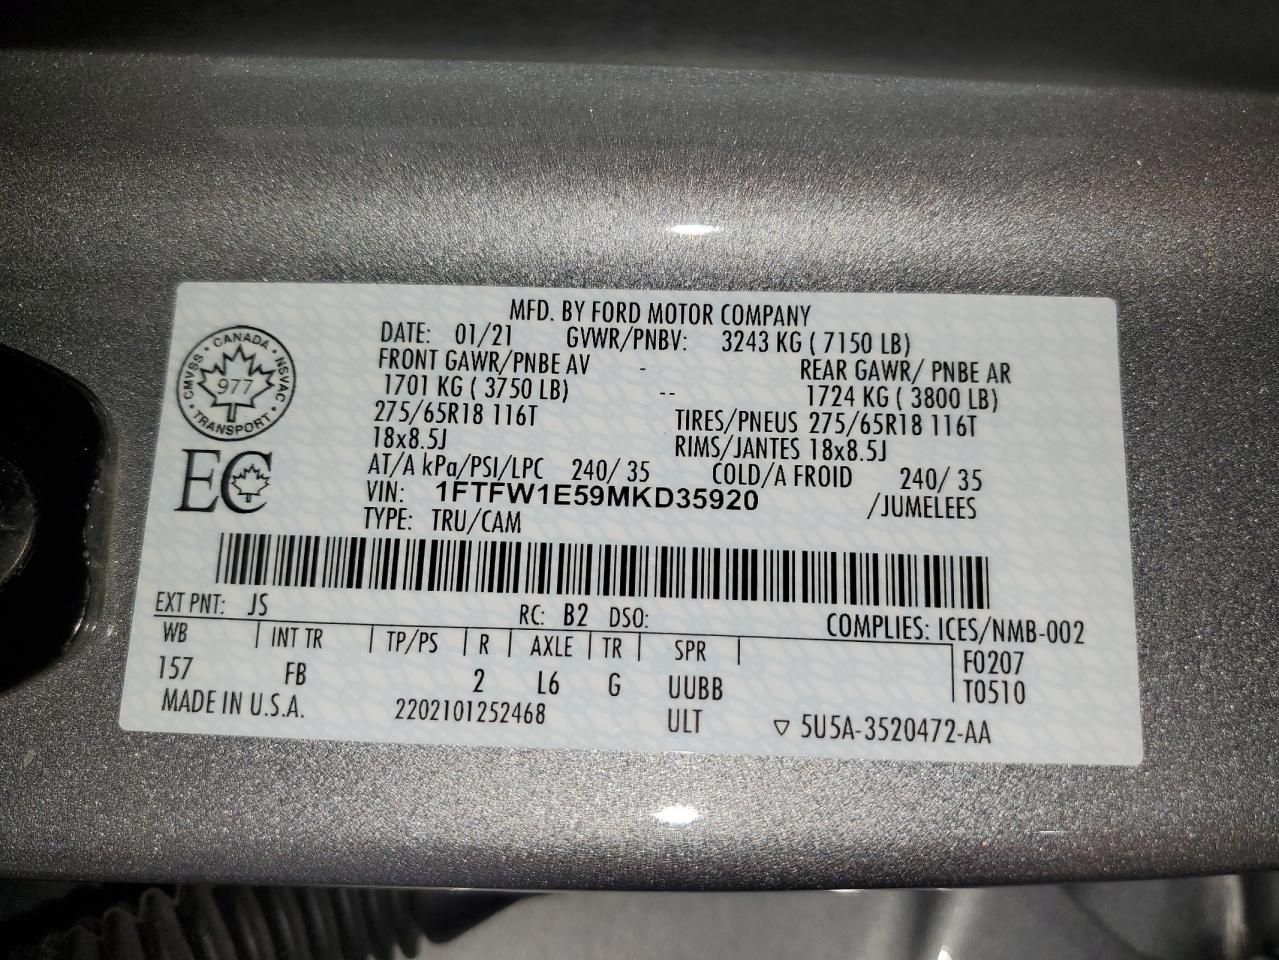 MFD. BY FORD MOTOR COMPANY
DATE: 01/21 GVWR/PNBV: 3243 KG ( 7150 LB)
FRONT GAWR/PNBE AV - REAR GAWR/ PNBE AR
1701 KG ( 3750 LB) -- 1724 KG ( 3800 LB)
275/65R18 116T TIRES/PNEUS 275/65R18 116T
18x8.5J RIMS/JANTES 18x8.5J
AT/A kPa/PSI/LPC 240/ 35 COLD/A FROID 240/ 35
VIN: 1FTFW1E59MKD35920 /JUMELEES
TYPE: TRU/CAM
CMVSS · CANADA · NSVAC · TRANSPORT ·
977
EC
EXT PNT: JS RC: B2 DSO: COMPLIES: ICES/NMB-002
WB | INT TR | TP/PS | R | AXLE | TR | SPR | F0207
157 FB 2 L6 G UUBB T0510
MADE IN U.S.A. 2202101252468 ULT ▽ 5U5A-3520472-AA